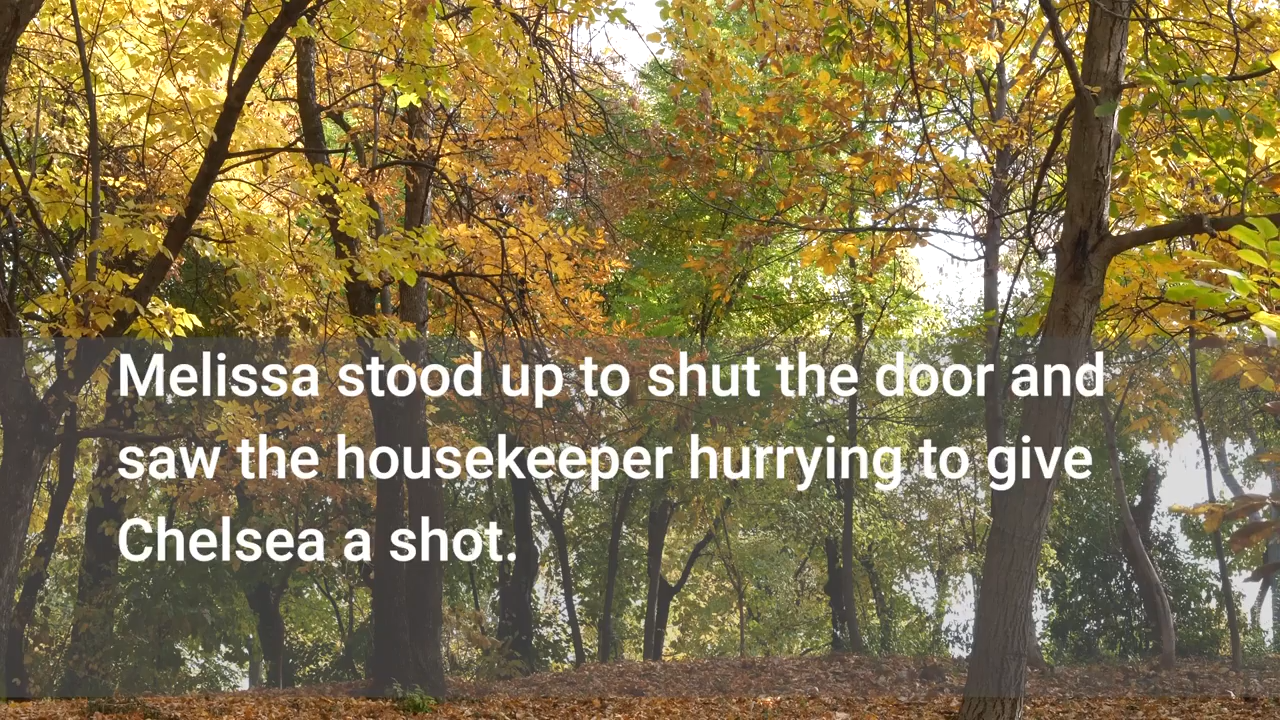 Melissa stood up to shut the door and
saw the housekeeper hurrying to give
Chelsea a shot.